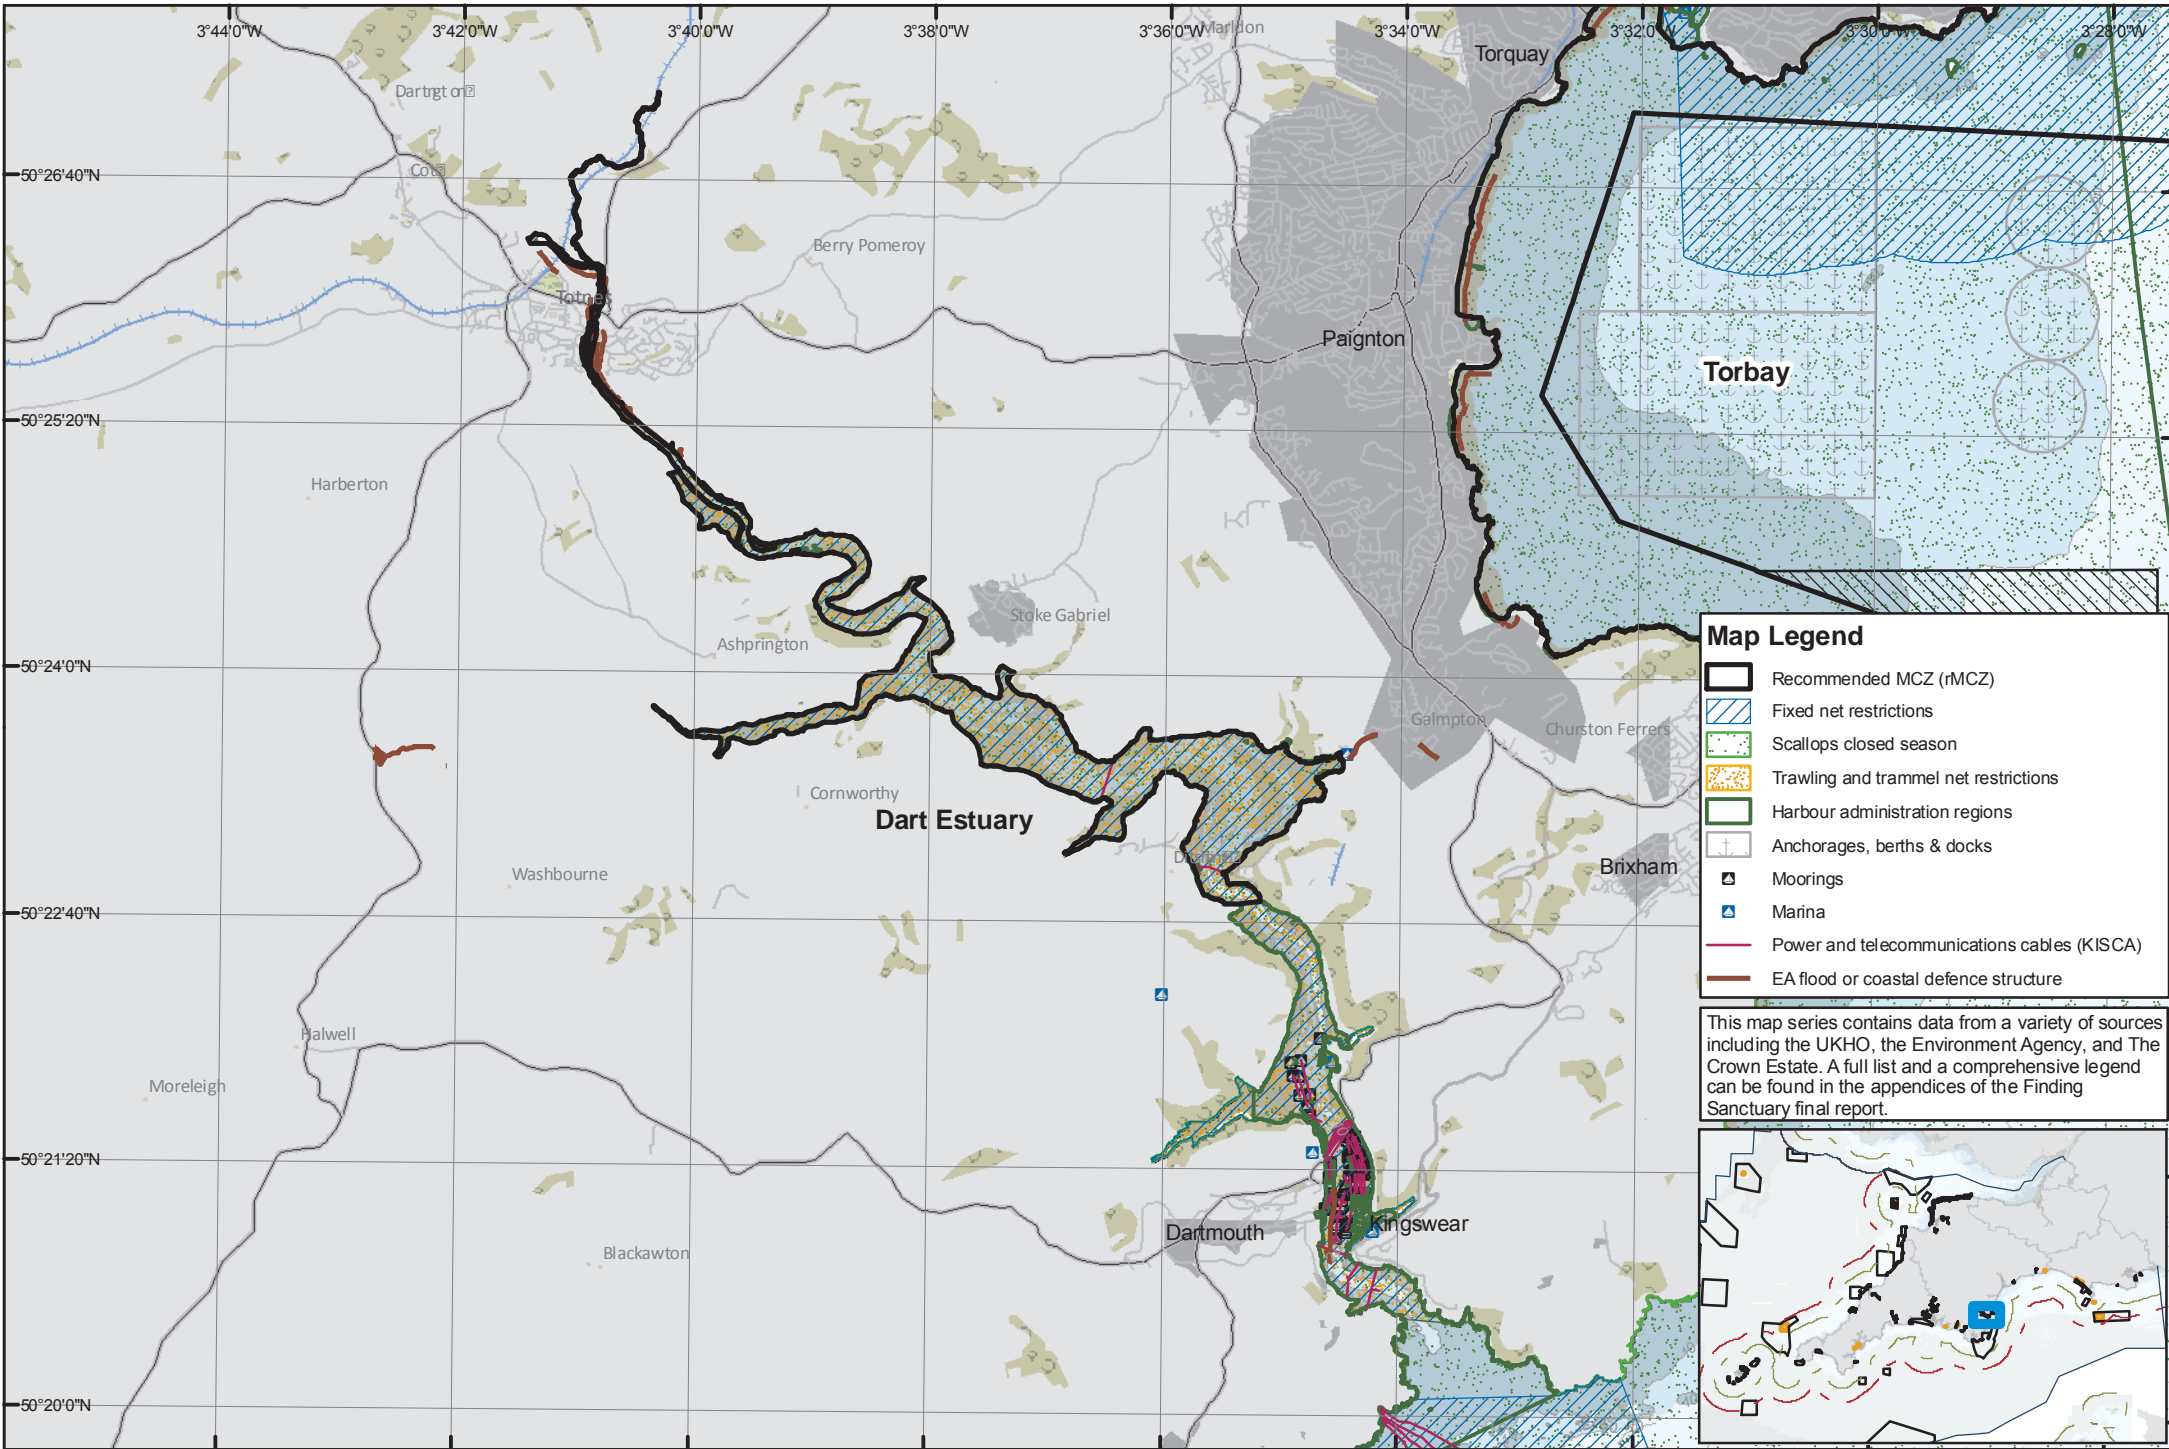 3°44'0"W
3°42'0"W
3°40'0"W
3°38'0"W
3°36'0"W
3°34'0"W
3°32'0"W
3°30'0"W
3°28'0"W
Marldon
Torquay
Cot
50°26'40"N
Berry Pomeroy
Totnes
Paignton
Torbay
50°25'20"N
Harberton
Stoke Gabriel
Ashprington
50°24'0"N
Galmpton
Churston Ferrers
Cornworthy
Dart Estuary
Brixham
Washbourne
50°22'40"N
Halwell
Moreleigh
50°21'20"N
Dartmouth
Kingswear
Blackawton
50°20'0"N
Map Legend
Recommended MCZ (rMCZ)
Fixed net restrictions
Scallops closed season
Trawling and trammel net restrictions
Harbour administration regions
Anchorages, berths & docks
Moorings
Marina
Power and telecommunications cables (KISCA)
EA flood or coastal defence structure
This map series contains data from a variety of sources
including the UKHO, the Environment Agency, and The
Crown Estate. A full list and a comprehensive legend
can be found in the appendices of the Finding
Sanctuary final report.